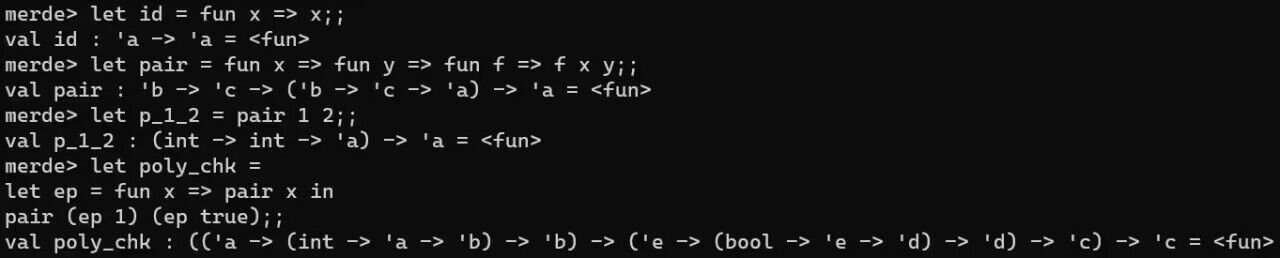 merde> let id = fun x => x;;
val id : 'a -> 'a = <fun>
merde> let pair = fun x => fun y => fun f => f x y;;
val pair : 'b -> 'c -> ('b -> 'c -> 'a) -> 'a = <fun>
merde> let p_1_2 = pair 1 2;;
val p_1_2 : (int -> int -> 'a) -> 'a = <fun>
merde> let poly_chk =
let ep = fun x => pair x in
pair (ep 1) (ep true);;
val poly_chk : (('a -> (int -> 'a -> 'b) -> 'b) -> ('e -> (bool -> 'e -> 'd) -> 'd) -> 'c) -> 'c = <fun>